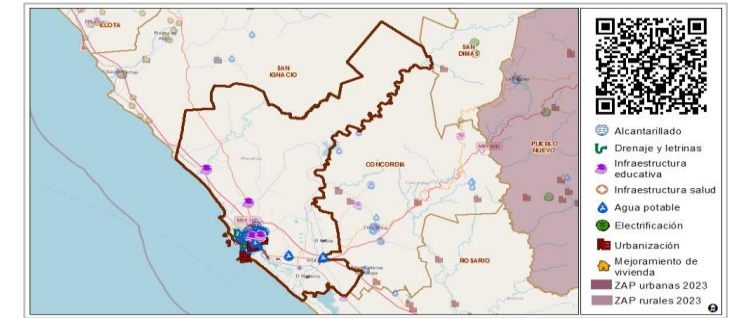 ELOTA
SAN
IGNACIO
SAN
DIMAS
PUEBLO
NUEVO
CONCORDIA
ROSARIO
Alcantarillado
Drenaje y letrinas
Infraestructura
educativa
Infraestructura salud
Agua potable
Electrificación
Urbanización
Mejoramiento de
vivienda
ZAP urbanas 2023
ZAP rurales 2023